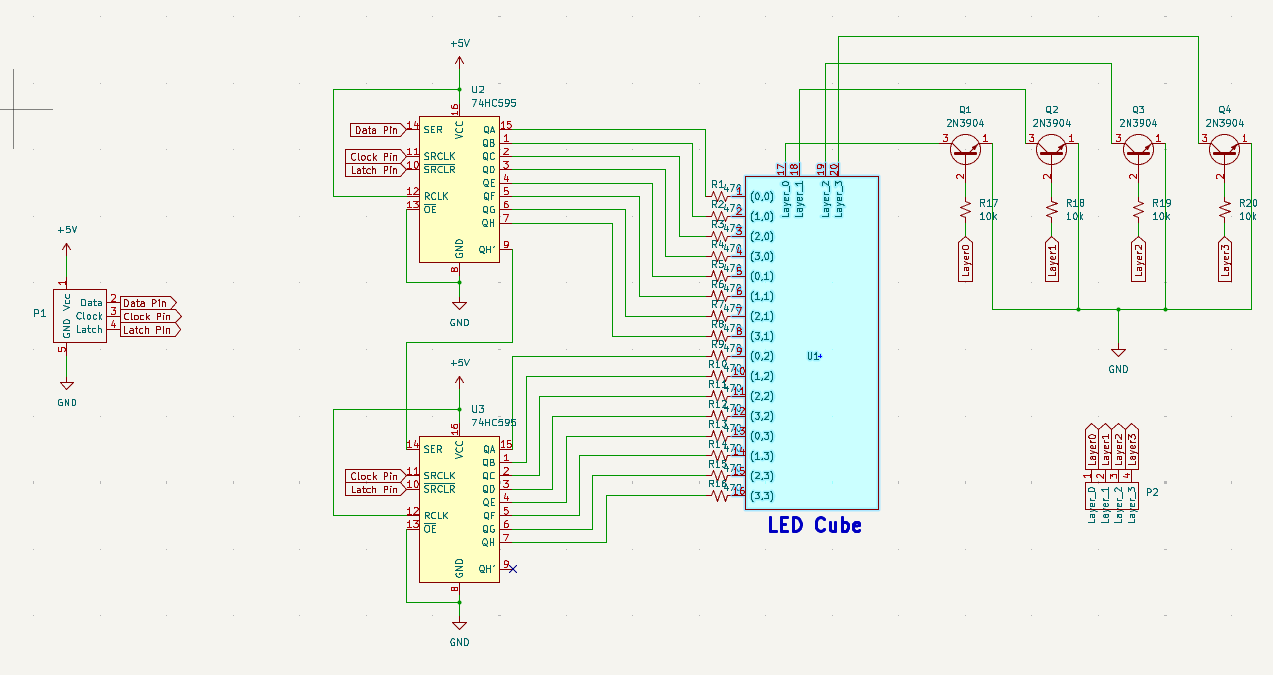 +5V
P1
Vcc
GND
Data
Clock
Latch
1
2
3
4
5
Data Pin
Clock Pin
Latch Pin
GND
+5V
U2
74HC595
Data Pin
Clock Pin
Latch Pin
14 SER
11 SRCLK
10 SRCLR
12 RCLK
13 OE
16
VCC
GND
8
QA 15
QB 1
QC 2
QD 3
QE 4
QF 5
QG 6
QH 7
QH' 9
GND
+5V
U3
74HC595
Clock Pin
Latch Pin
14 SER
11 SRCLK
10 SRCLR
12 RCLK
13 OE
16
VCC
GND
8
QA 15
QB 1
QC 2
QD 3
QE 4
QF 5
QG 6
QH 7
QH' 9
GND
17 18 19 20
Layer_0
Layer_1
Layer_2
Layer_3
R1 470 1 (0,0)
R2 470 2 (1,0)
R3 470 3 (2,0)
R4 470 4 (3,0)
R5 470 5 (0,1)
R6 470 6 (1,1)
R7 470 7 (2,1)
R8 470 8 (3,1)
R9 470 9 (0,2)
R10 470 10 (1,2)
R11 470 11 (2,2)
R12 470 12 (3,2)
R13 470 13 (0,3)
R14 470 14 (1,3)
R15 470 15 (2,3)
R16 470 16 (3,3)
U1
LED Cube
Q1
2N3904
3 1
2
R17
10k
Layer0
Q2
2N3904
3 1
2
R18
10k
Layer1
Q3
2N3904
3 1
2
R19
10k
Layer2
Q4
2N3904
3 1
2
R20
10k
Layer3
GND
Layer0
Layer1
Layer2
Layer3
1 2 3 4
P2
Layer_0
Layer_1
Layer_2
Layer_3